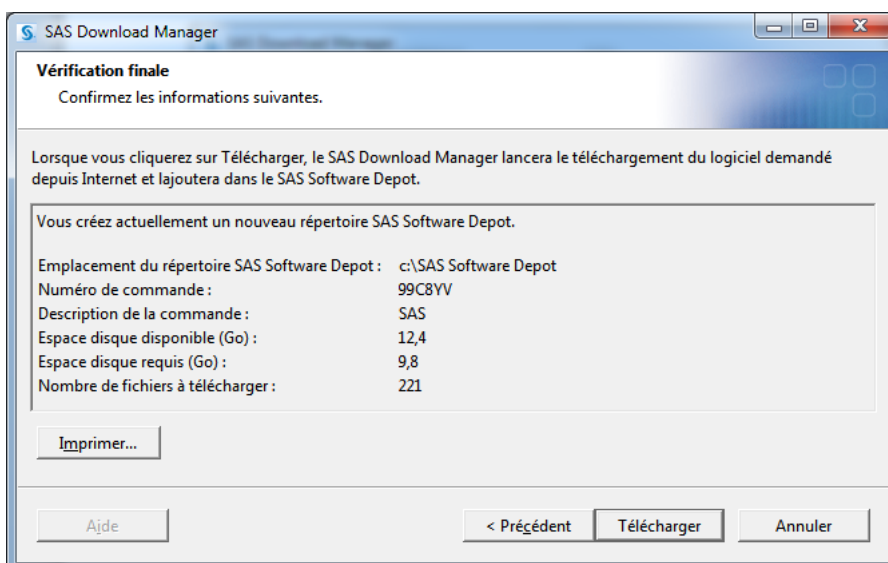 SAS Download Manager
Vérification finale
Confirmez les informations suivantes.
Lorsque vous cliquerez sur Télécharger, le SAS Download Manager lancera le téléchargement du logiciel demandé
depuis Internet et lajoutera dans le SAS Software Depot.
Vous créez actuellement un nouveau répertoire SAS Software Depot.
Emplacement du répertoire SAS Software Depot : c:\SAS Software Depot
Numéro de commande : 99C8YV
Description de la commande : SAS
Espace disque disponible (Go) : 12,4
Espace disque requis (Go) : 9,8
Nombre de fichiers à télécharger : 221
Imprimer...
Aide < Précédent Télécharger Annuler